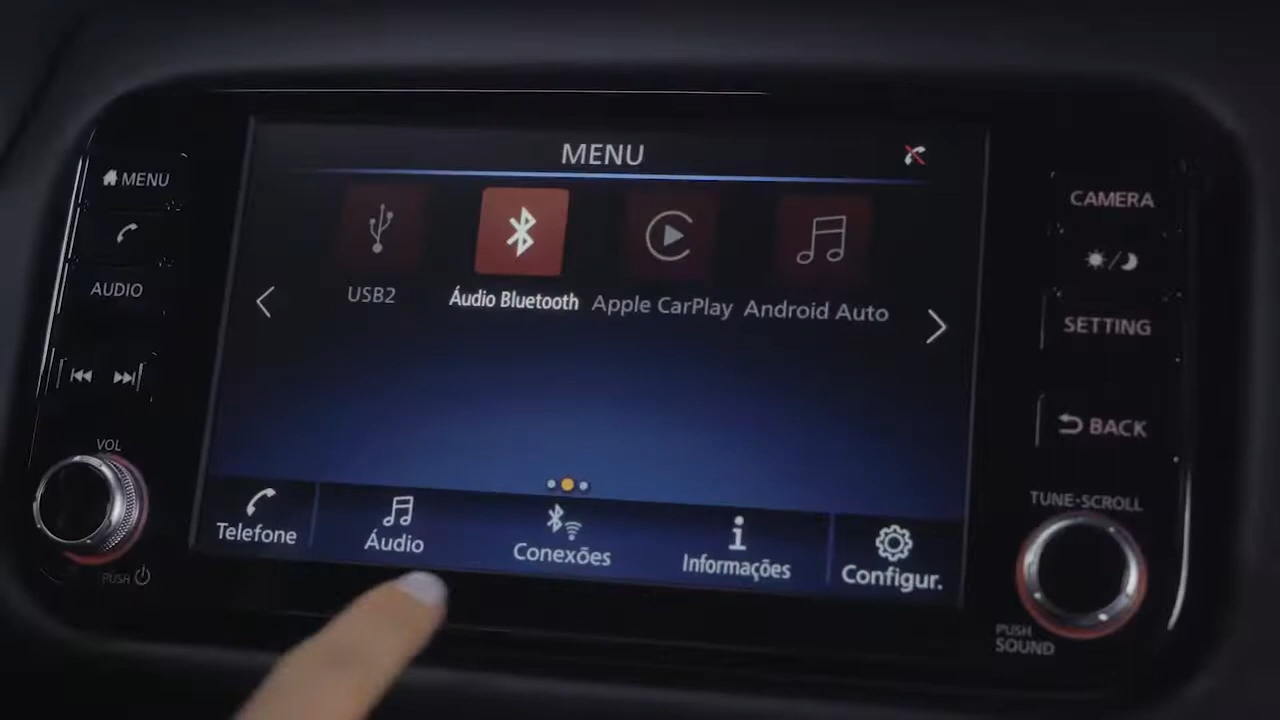 MENU
MENU
AUDIO
VOL
PUSH
USB2
Áudio Bluetooth
Apple CarPlay
Android Auto
Telefone
Áudio
Conexões
Informações
Configur.
CAMERA
SETTING
BACK
TUNE·SCROLL
PUSH
SOUND